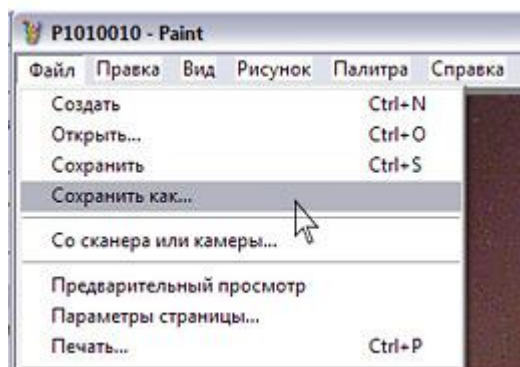 P1010010 - Paint
Файл Правка Вид Рисунок Палитра Справка
Создать Ctrl+N
Открыть... Ctrl+O
Сохранить Ctrl+S
Сохранить как...
Со сканера или камеры...
Предварительный просмотр
Параметры страницы...
Печать... Ctrl+P